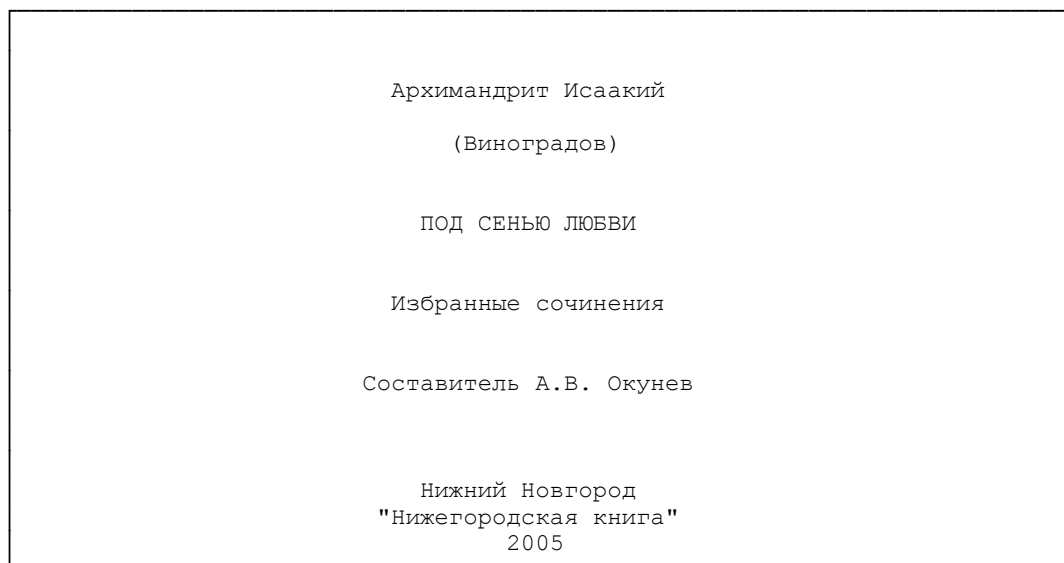 Архимандрит Исаакий
(Виноградов)
ПОД СЕНЬЮ ЛЮБВИ
Избранные сочинения
Составитель А.В. Окунев
Нижний Новгород
"Нижегородская книга"
2005